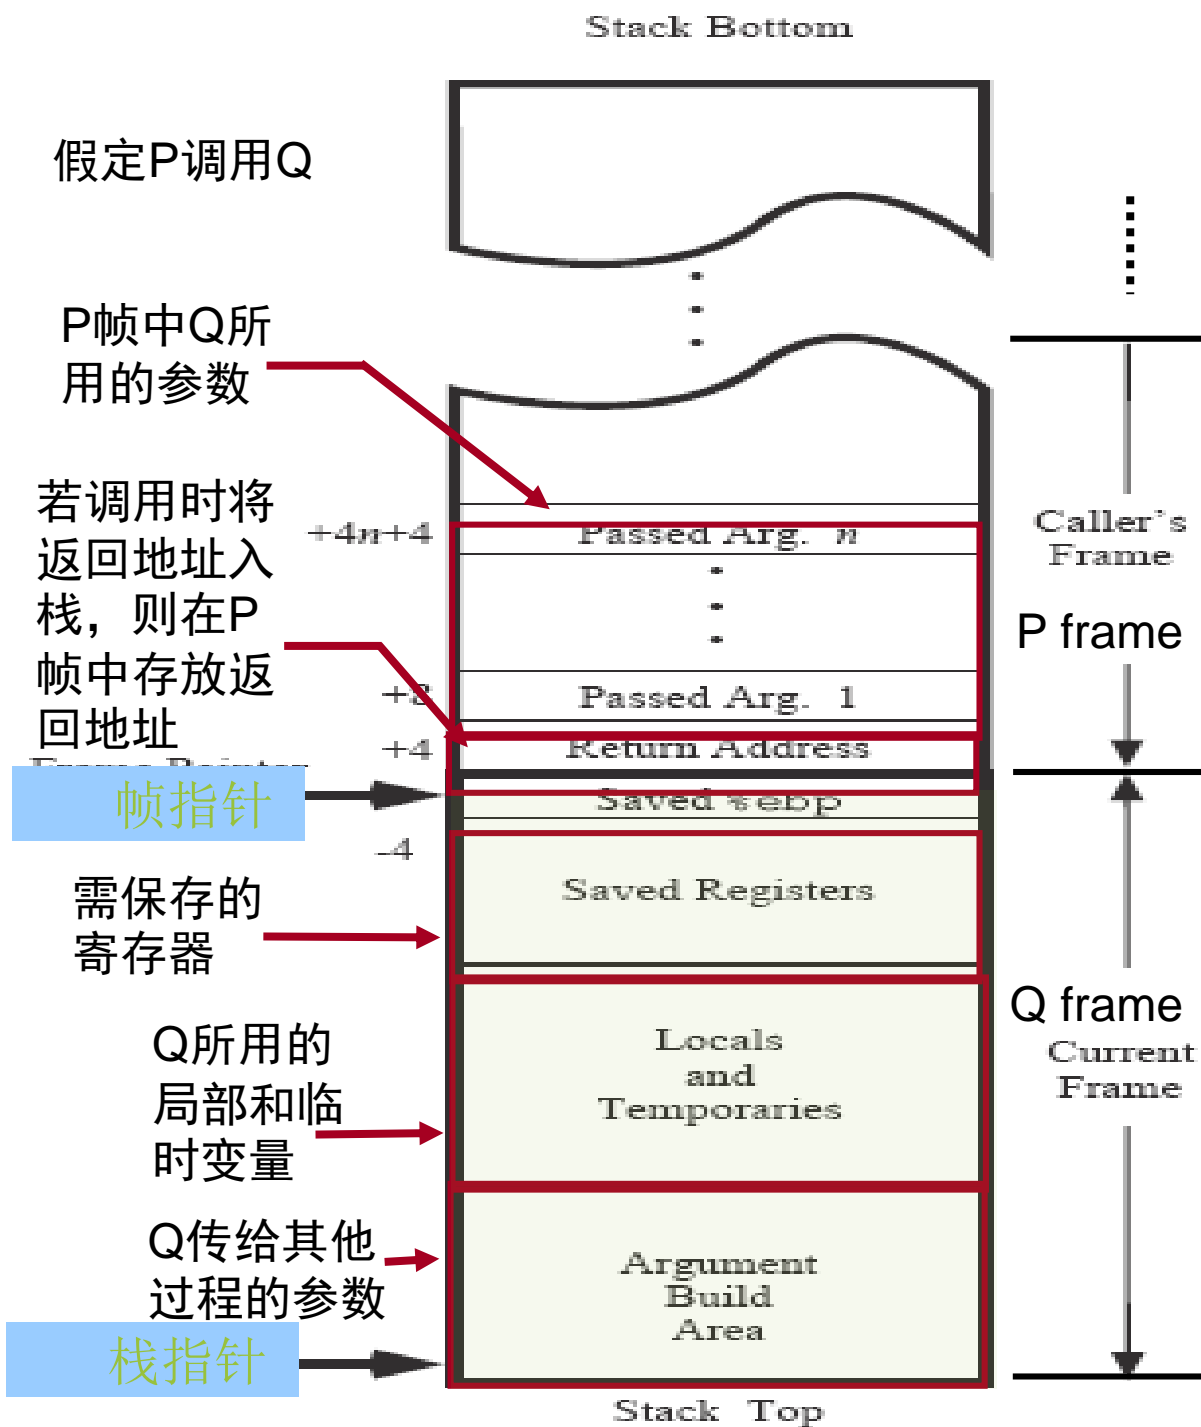 Stack Bottom
假定P调用Q
P帧中Q所
用的参数
若调用时将
返回地址入
栈，则在P
帧中存放返
回地址
+4n+4
Passed Arg. n
Caller's
Frame
P frame
+8
Passed Arg. 1
+4
Return Address
Frame Pointer
帧指针
Saved %ebp
-4
Saved Registers
需保存的
寄存器
Q frame
Current
Frame
Q所用的
局部和临
时变量
Locals
and
Temporaries
Q传给其他
过程的参数
Argument
Build
Area
栈指针
Stack Top